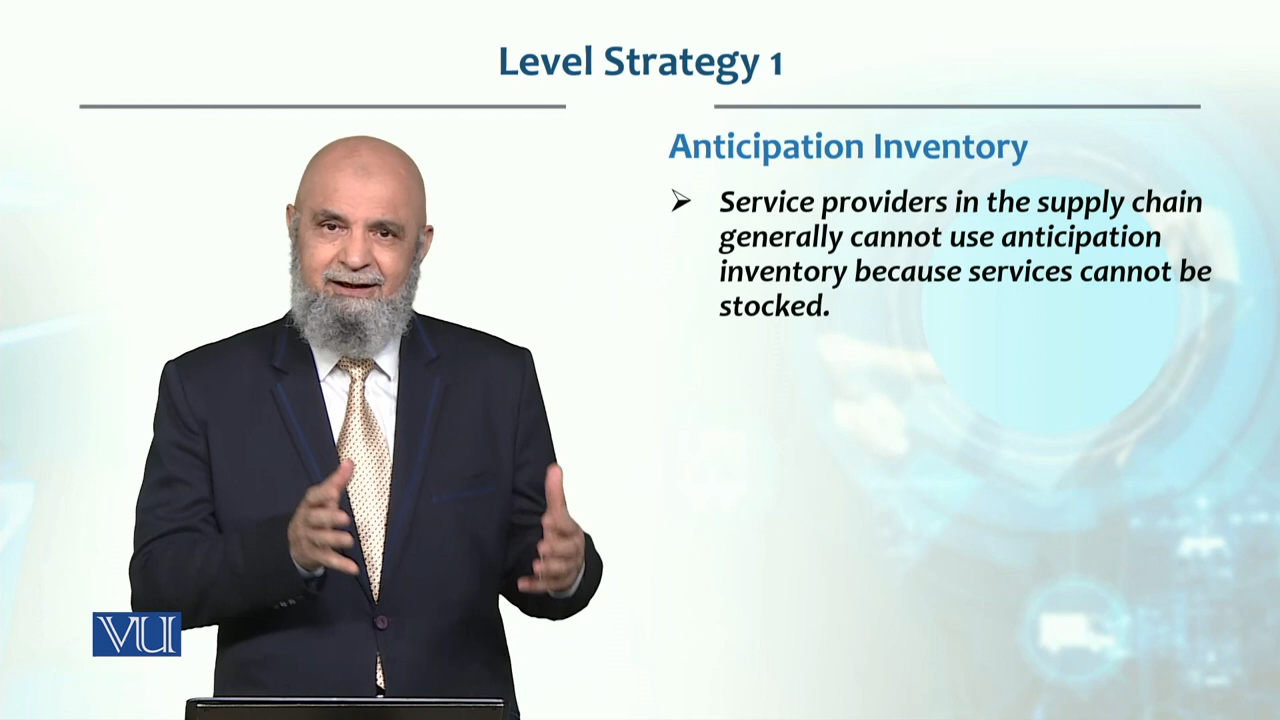 Level Strategy 1
Anticipation Inventory
➢ Service providers in the supply chain
generally cannot use anticipation
inventory because services cannot be
stocked.
VU